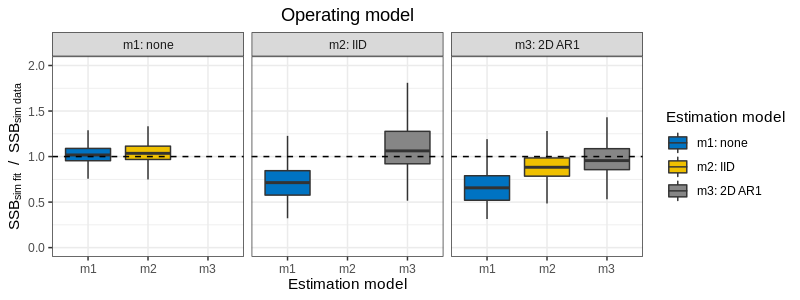 Operating model
m1: none
m2: IID
m3: 2D AR1
SSBsim fit / SSBsim data
2.0
1.5
1.0
0.5
0.0
m1 m2 m3
m1 m2 m3
m1 m2 m3
Estimation model
Estimation model
m1: none
m2: IID
m3: 2D AR1